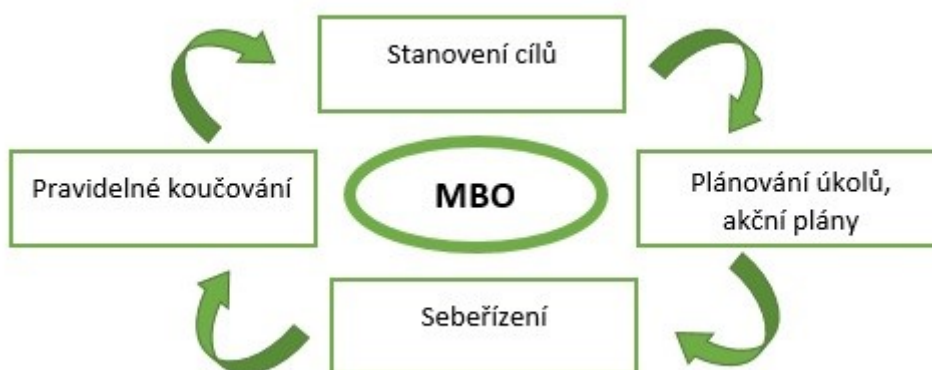 Stanovení cílů
Pravidelné koučování
MBO
Plánování úkolů,
akční plány
Sebeřízení